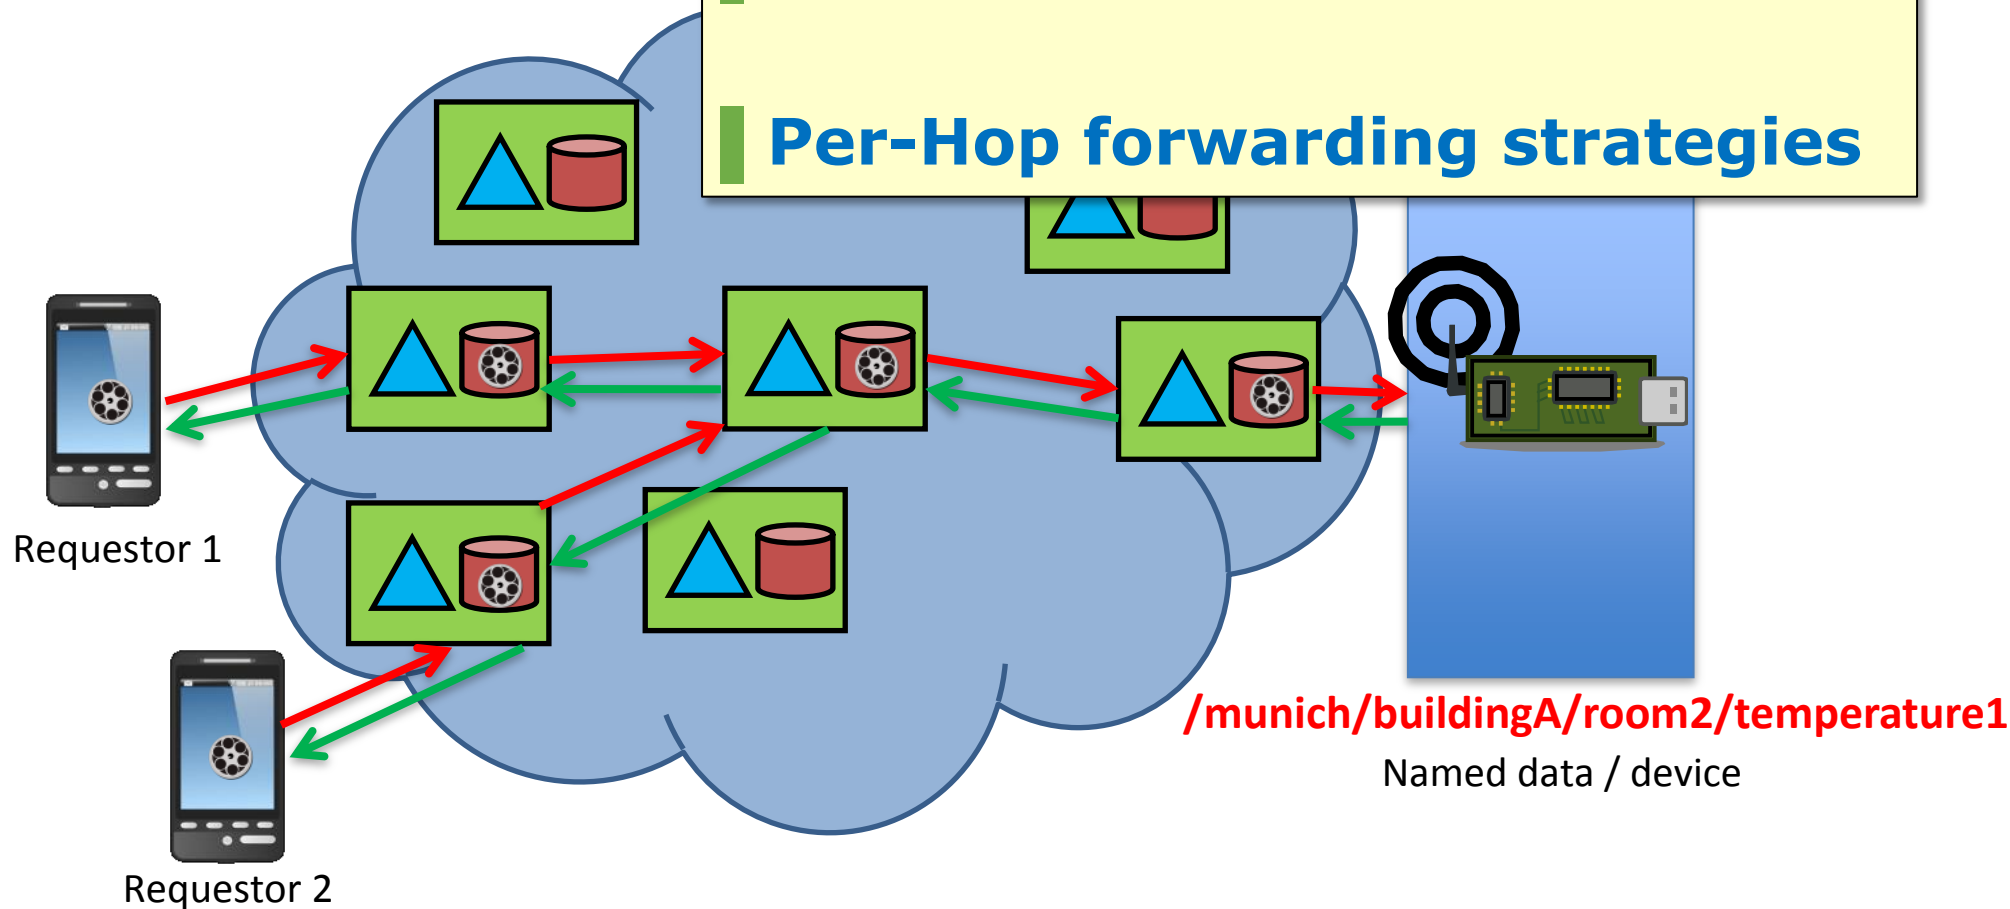 Per-Hop forwarding strategies
Requestor 1
/munich/buildingA/room2/temperature1
Named data / device
Requestor 2